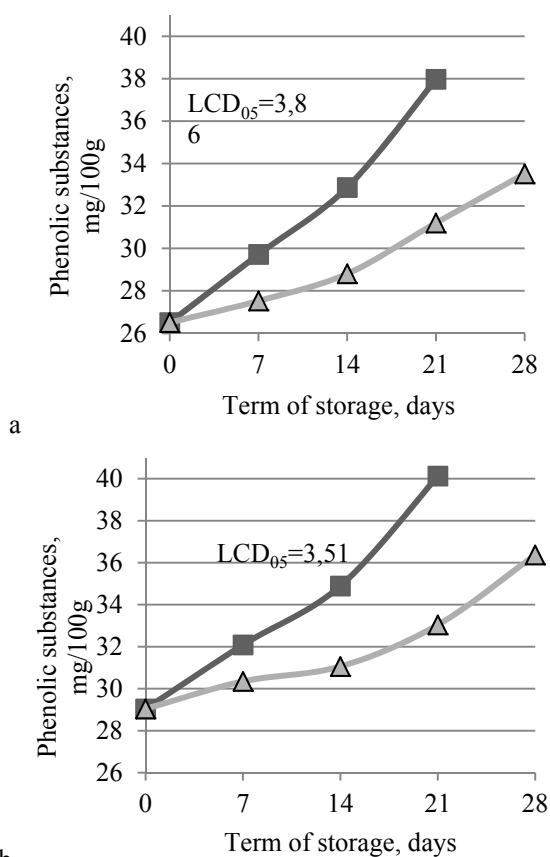 40
38
36
34
32
30
28
26
Phenolic substances,
mg/100g
LCD₀₅=3,8
6
0 7 14 21 28
Term of storage, days
a
40
38
36
34
32
30
28
26
Phenolic substances,
mg/100g
LCD₀₅=3,51
0 7 14 21 28
Term of storage, days